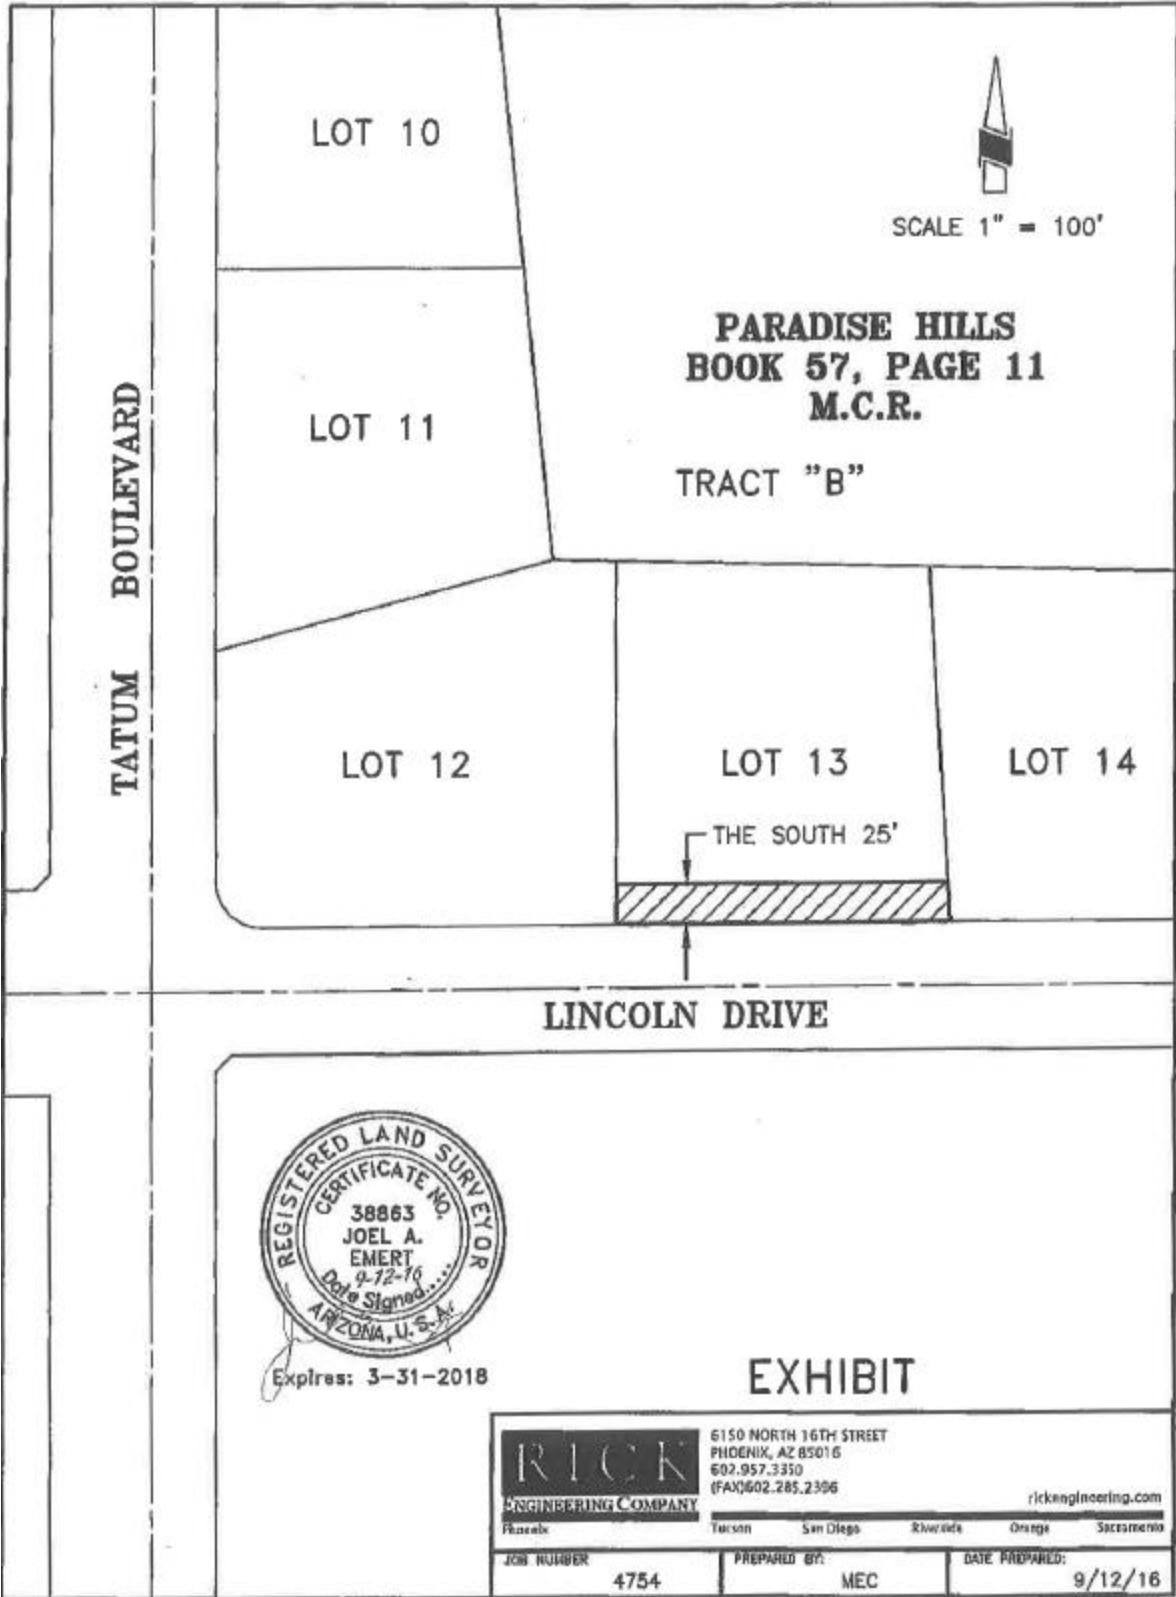 LOT 10
SCALE 1" = 100'
PARADISE HILLS
BOOK 57, PAGE 11
M.C.R.
LOT 11
TRACT "B"
TATUM BOULEVARD
LOT 12
LOT 13
LOT 14
THE SOUTH 25'
LINCOLN DRIVE
REGISTERED LAND SURVEYOR
CERTIFICATE NO.
38863
JOEL A.
EMERT
9-12-16
Date Signed.....
ARIZONA, U.S.A.
Expires: 3-31-2018
EXHIBIT
RICK
ENGINEERING COMPANY
6150 NORTH 16TH STREET
PHOENIX, AZ 85016
602.957.3350
(FAX)602.285.2396
rickengineering.com
Phoenix Tucson San Diego Riverside Orange Sacramento
JOB NUMBER PREPARED BY: DATE PREPARED:
4754 MEC 9/12/16